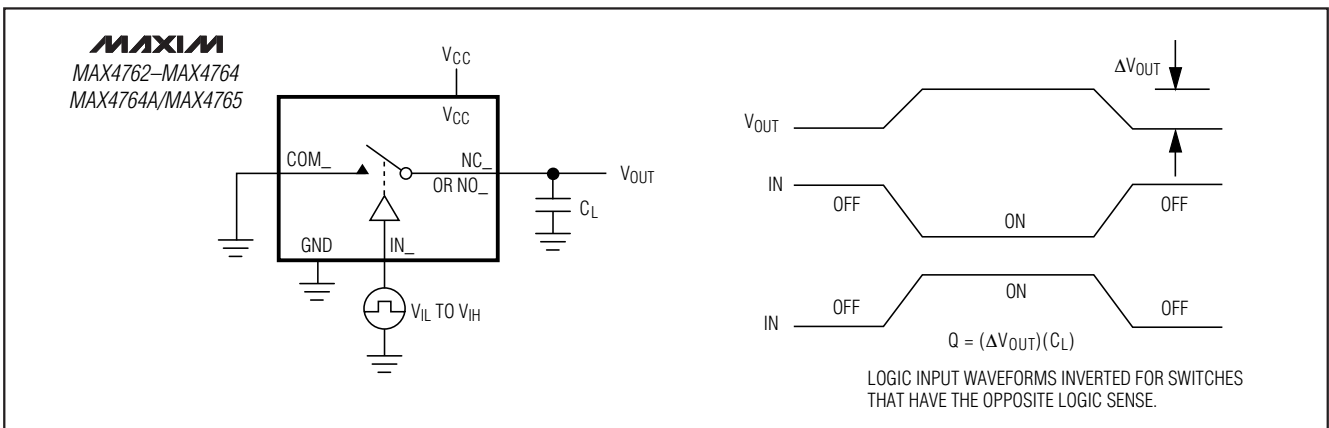 MAXIM
MAX4762–MAX4764
MAX4764A/MAX4765
VCC
VCC
COM_
NC_
OR NO_
VOUT
CL
GND
IN_
VIL TO VIH
ΔVOUT
VOUT
IN
OFF
ON
OFF
IN
OFF
ON
OFF
Q = (ΔVOUT)(CL)
LOGIC INPUT WAVEFORMS INVERTED FOR SWITCHES
THAT HAVE THE OPPOSITE LOGIC SENSE.